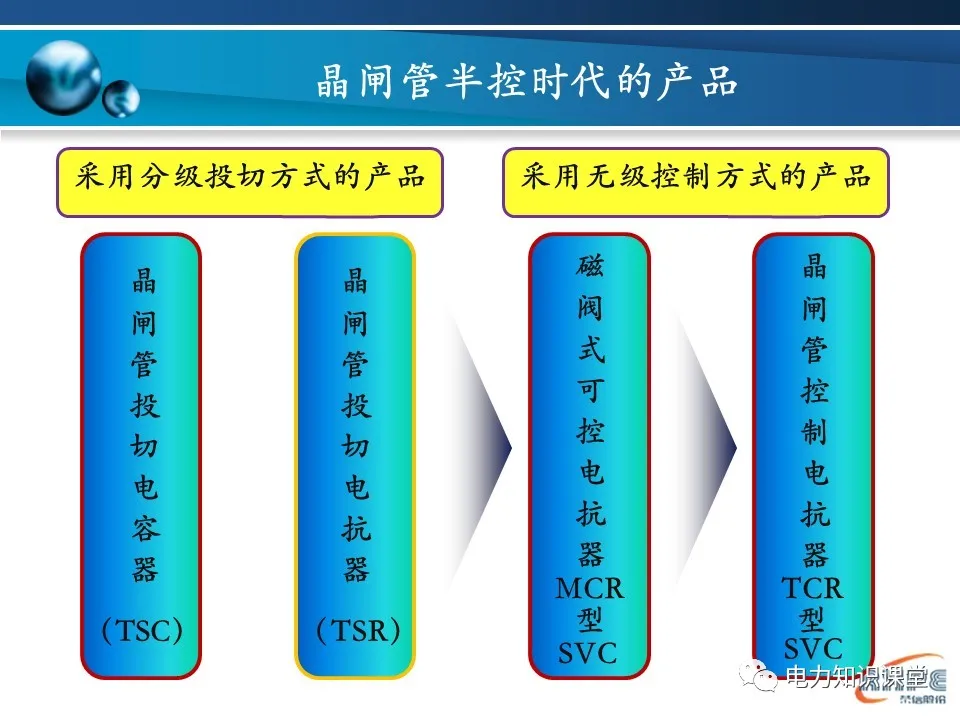 晶闸管半控时代的产品
采用分级投切方式的产品
采用无级控制方式的产品
晶闸管投切电容器
(TSC)
晶闸管投切电抗器
(TSR)
磁阀式可控电抗器
MCR
型
SVC
晶闸管控制电抗器
TCR
型
SVC
电力知识课堂
荣信股份